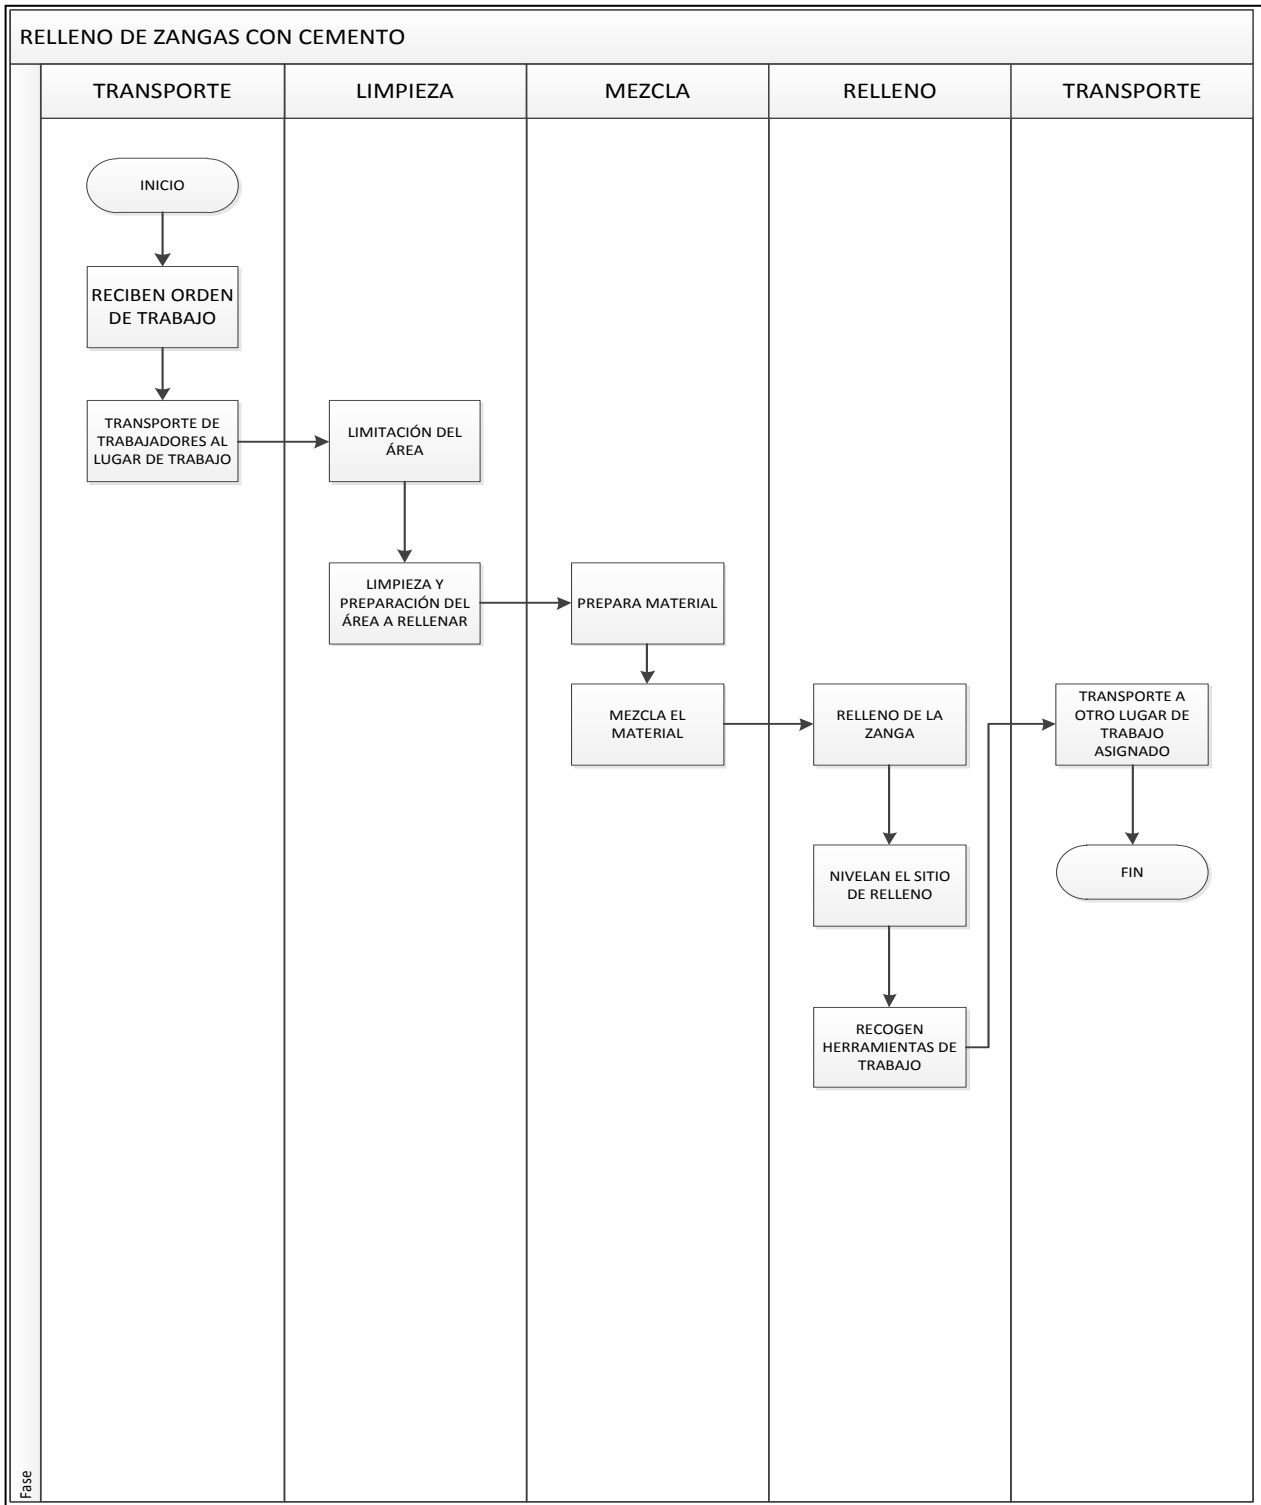 RELLENO DE ZANGAS CON CEMENTO
TRANSPORTE
LIMPIEZA
MEZCLA
RELLENO
TRANSPORTE
INICIO
RECIBEN ORDEN
DE TRABAJO
TRANSPORTE DE
TRABAJADORES AL
LUGAR DE TRABAJO
LIMITACIÓN DEL
ÁREA
LIMPIEZA Y
PREPARACIÓN DEL
ÁREA A RELLENAR
PREPARA MATERIAL
MEZCLA EL
MATERIAL
RELLENO DE LA
ZANGA
NIVELAN EL SITIO
DE RELLENO
RECOGEN
HERRAMIENTAS DE
TRABAJO
TRANSPORTE A
OTRO LUGAR DE
TRABAJO
ASIGNADO
FIN
Fase